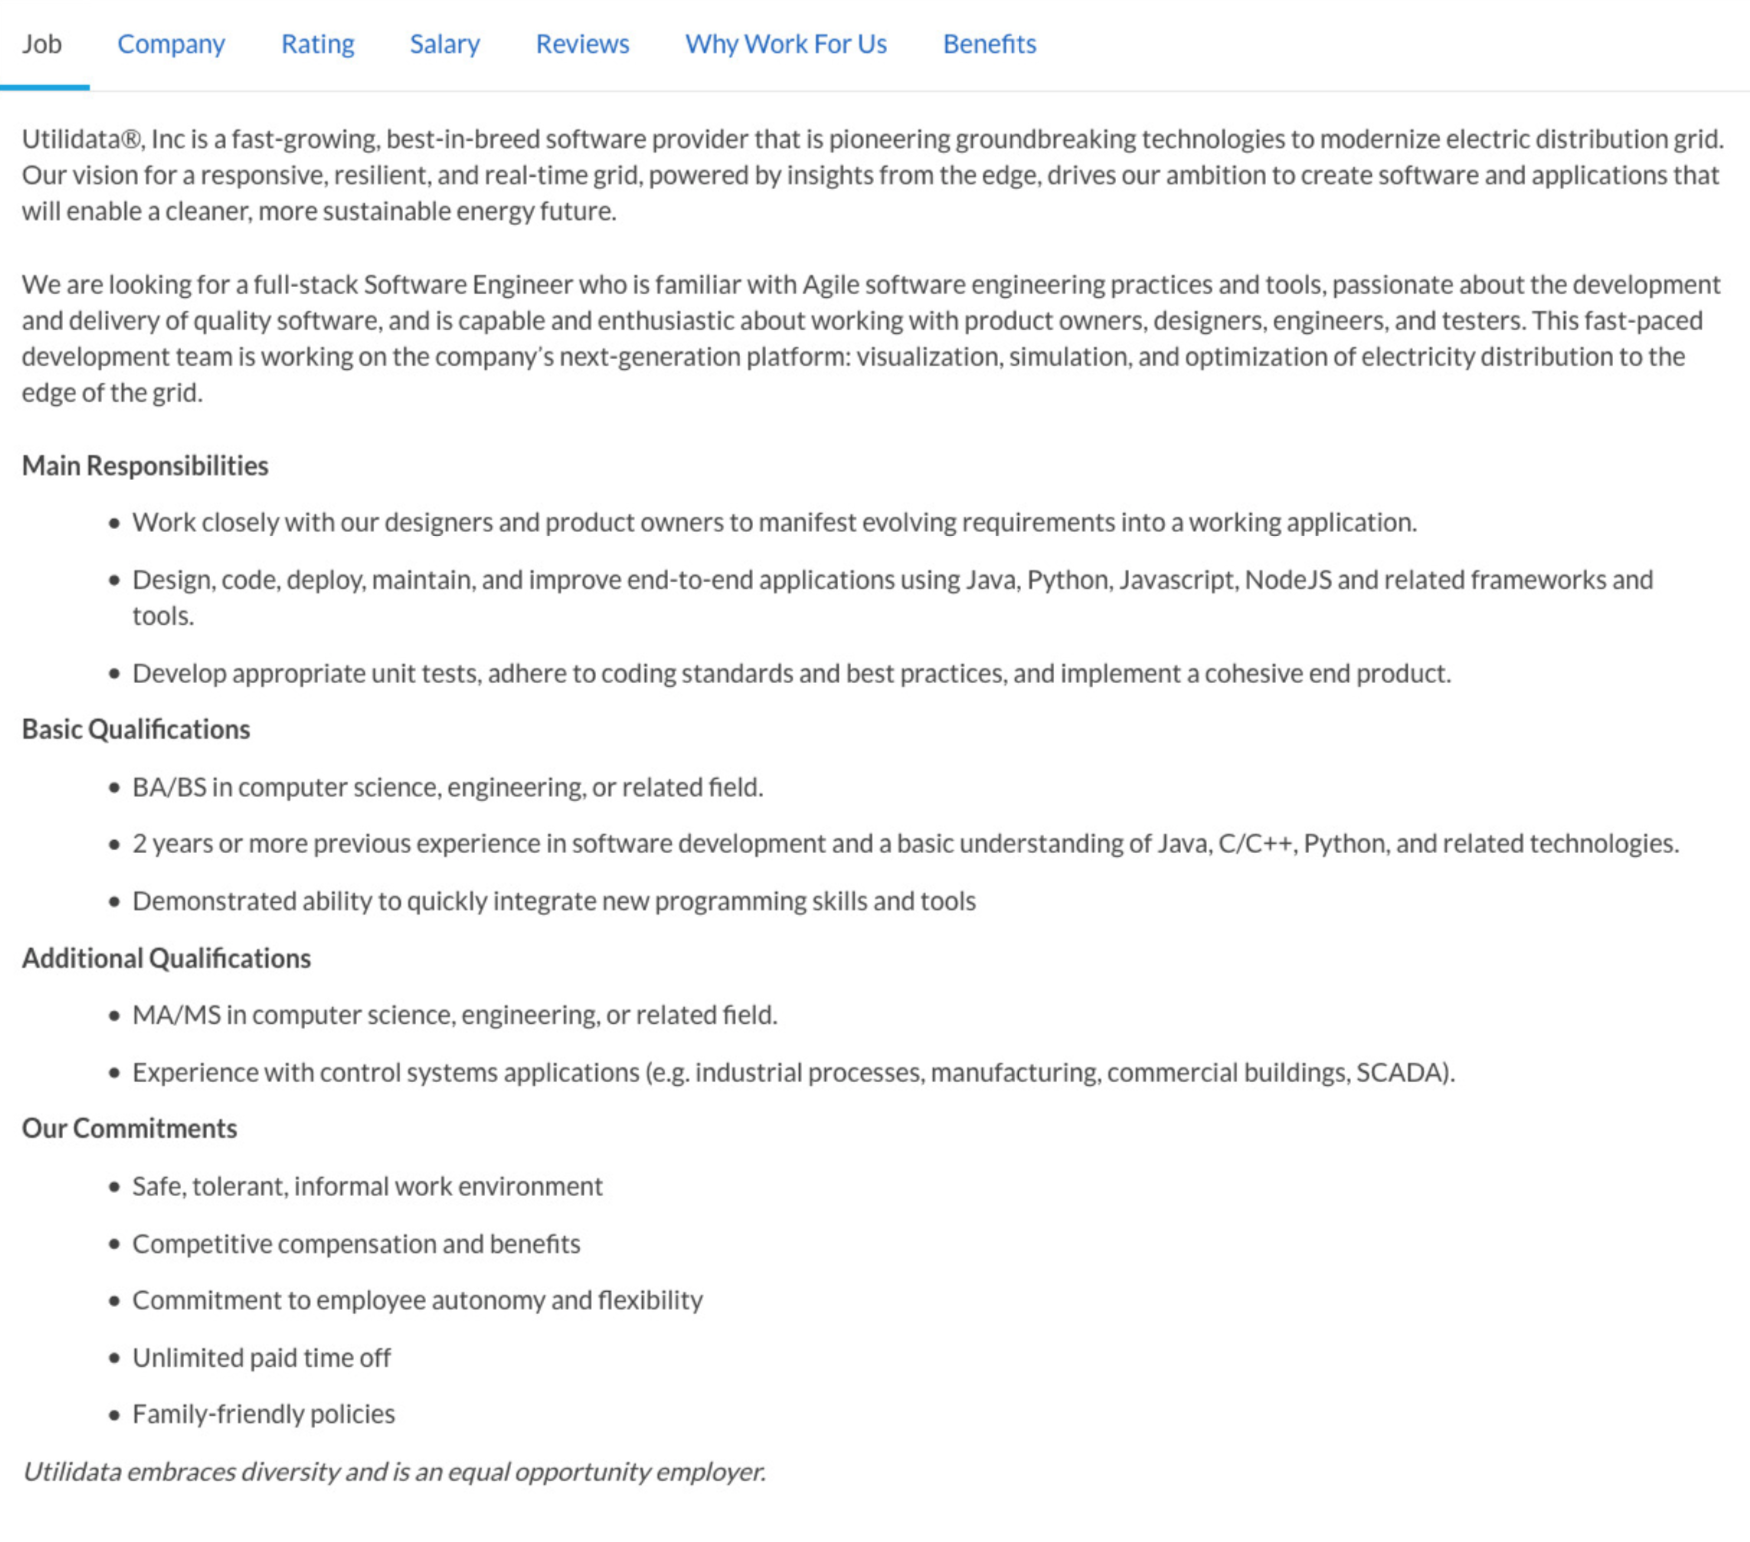 Job Company Rating Salary Reviews Why Work For Us Benefits
Utilidata®, Inc is a fast-growing, best-in-breed software provider that is pioneering groundbreaking technologies to modernize electric distribution grid.
Our vision for a responsive, resilient, and real-time grid, powered by insights from the edge, drives our ambition to create software and applications that
will enable a cleaner, more sustainable energy future.
We are looking for a full-stack Software Engineer who is familiar with Agile software engineering practices and tools, passionate about the development
and delivery of quality software, and is capable and enthusiastic about working with product owners, designers, engineers, and testers. This fast-paced
development team is working on the company's next-generation platform: visualization, simulation, and optimization of electricity distribution to the
edge of the grid.
Main Responsibilities
• Work closely with our designers and product owners to manifest evolving requirements into a working application.
• Design, code, deploy, maintain, and improve end-to-end applications using Java, Python, Javascript, NodeJS and related frameworks and
tools.
• Develop appropriate unit tests, adhere to coding standards and best practices, and implement a cohesive end product.
Basic Qualifications
• BA/BS in computer science, engineering, or related field.
• 2 years or more previous experience in software development and a basic understanding of Java, C/C++, Python, and related technologies.
• Demonstrated ability to quickly integrate new programming skills and tools
Additional Qualifications
• MA/MS in computer science, engineering, or related field.
• Experience with control systems applications (e.g. industrial processes, manufacturing, commercial buildings, SCADA).
Our Commitments
• Safe, tolerant, informal work environment
• Competitive compensation and benefits
• Commitment to employee autonomy and flexibility
• Unlimited paid time off
• Family-friendly policies
Utilidata embraces diversity and is an equal opportunity employer.